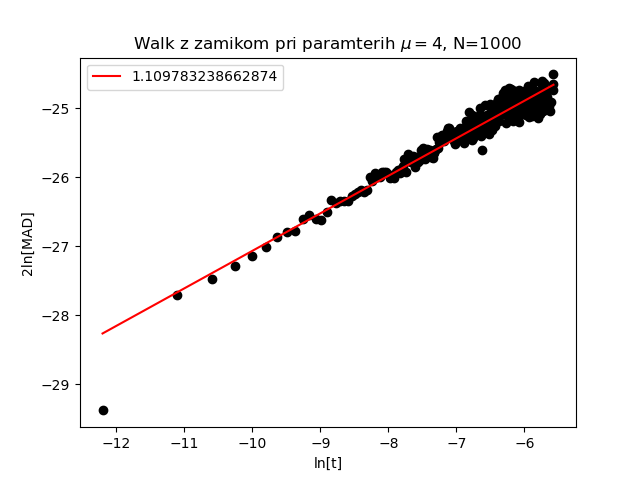 Walk z zamikom pri paramterih μ = 4, N=1000
1.109783238662874
−25
−26
−27
−28
−29
2ln[MAD]
−12 −11 −10 −9 −8 −7 −6
ln[t]